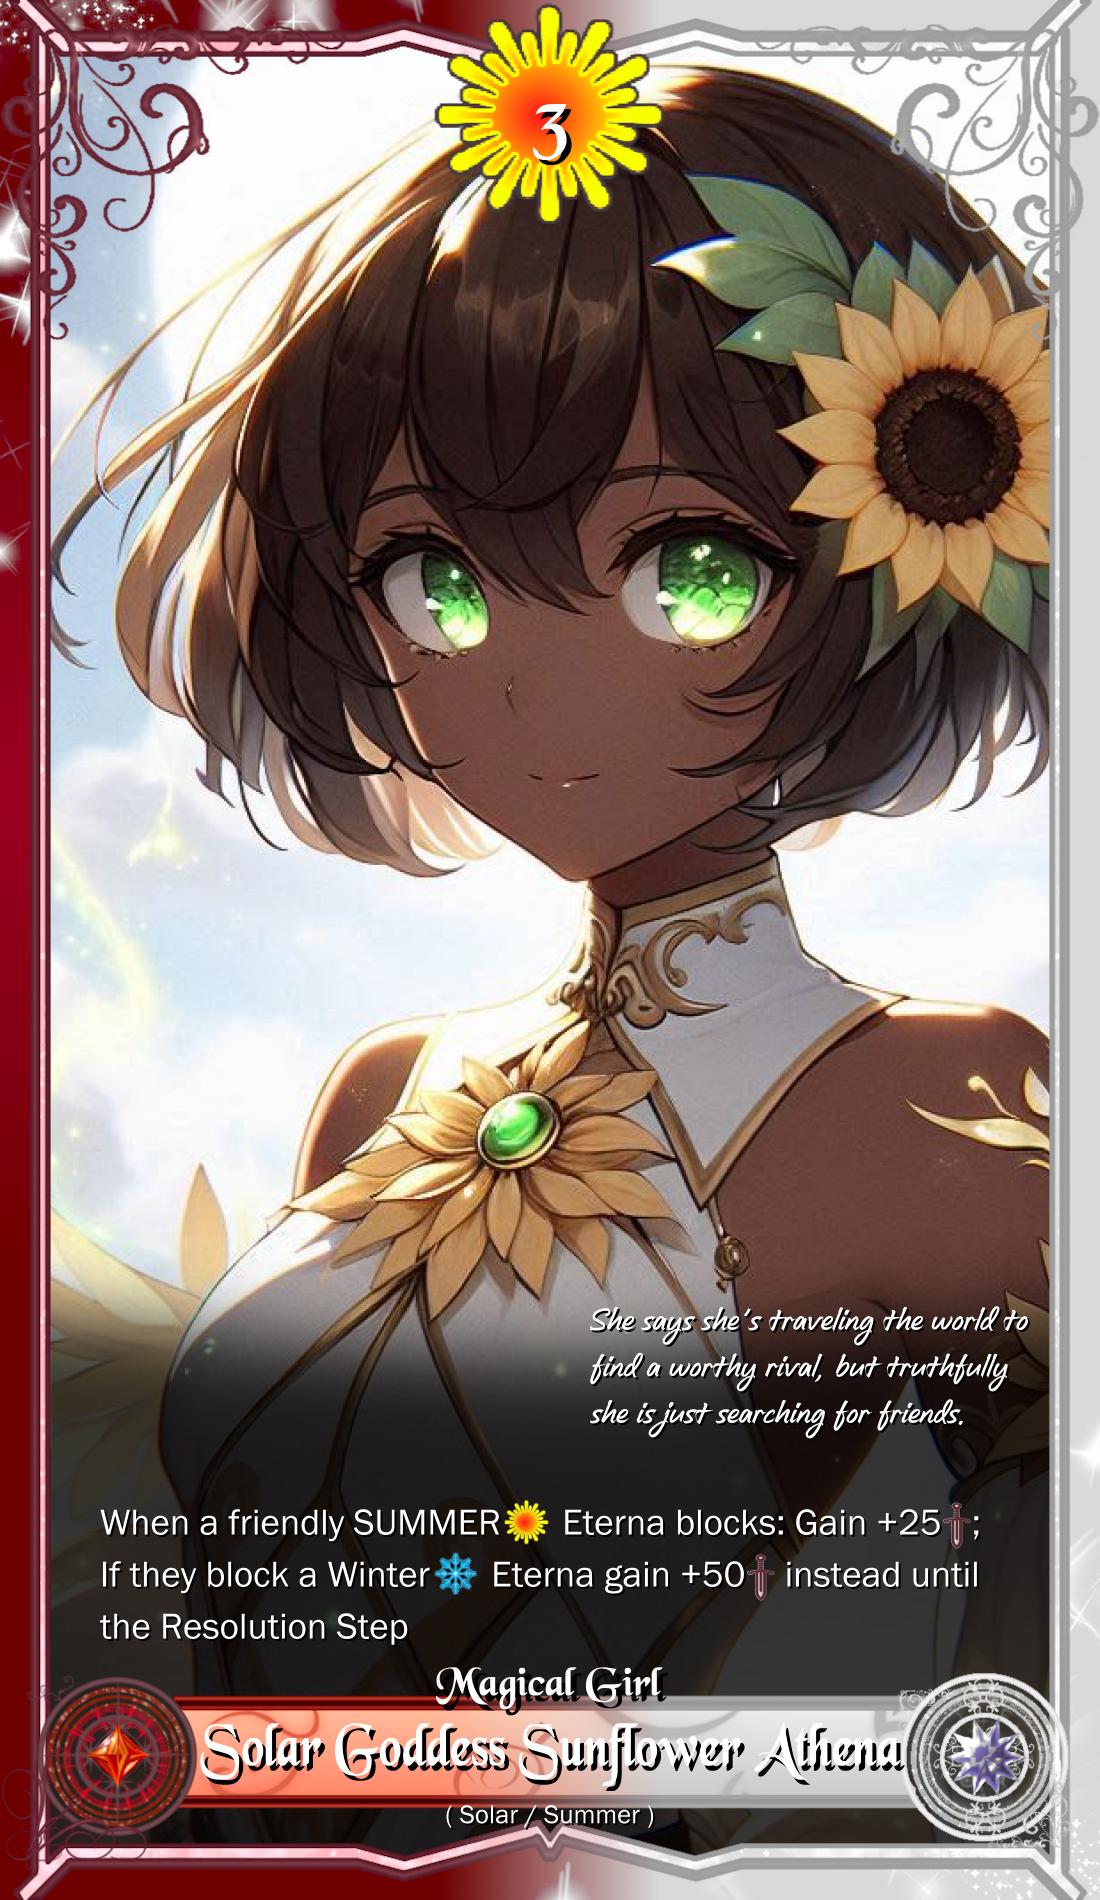 3
She says she's traveling the world to
find a worthy rival, but truthfully
she is just searching for friends.
When a friendly SUMMER Eterna blocks: Gain +25;
If they block a Winter Eterna gain +50 instead until
the Resolution Step
Magical Girl
Solar Goddess Sunflower Athena
( Solar / Summer )